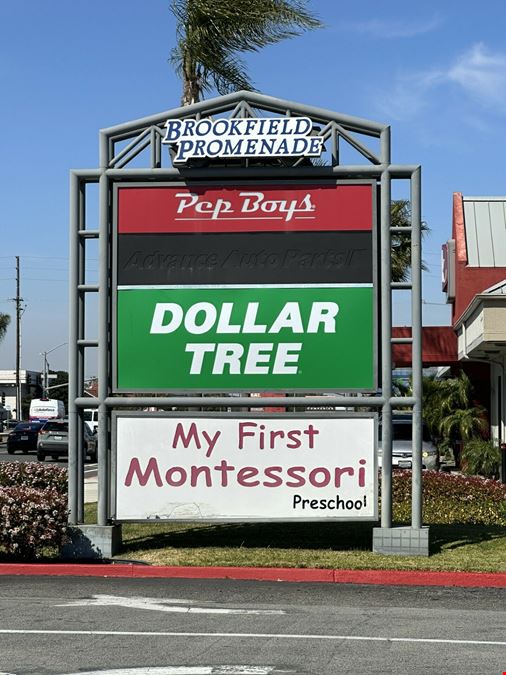 BROOKFIELD
PROMENADE
Pep Boys
Advance Auto Parts
DOLLAR
TREE
My First
Montessori
Preschool